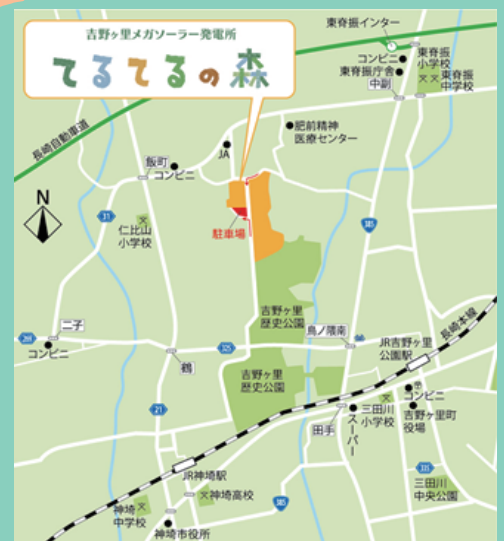 吉野ヶ里メガソーラー発電所
てるてるの森
東脊振インター
コンビニ
東脊振庁舎
中副
東脊振
小学校
東脊振
中学校
長崎自動車道
肥前精神
医療センター
JA
飯町
コンビニ
N
31
仁比山
小学校
駐車場
385
吉野ヶ里
歴史公園
二子
コンビニ
325
鳥ノ隈南
JR吉野ヶ里
公園駅
長崎本線
鶴
吉野ヶ里
歴史公園
21
田手
スーパー
三田川
小学校
コンビニ
吉野ヶ里町
役場
335
三田川
中央公園
JR神埼駅
神埼高校
385
神埼
中学校
神埼市役所